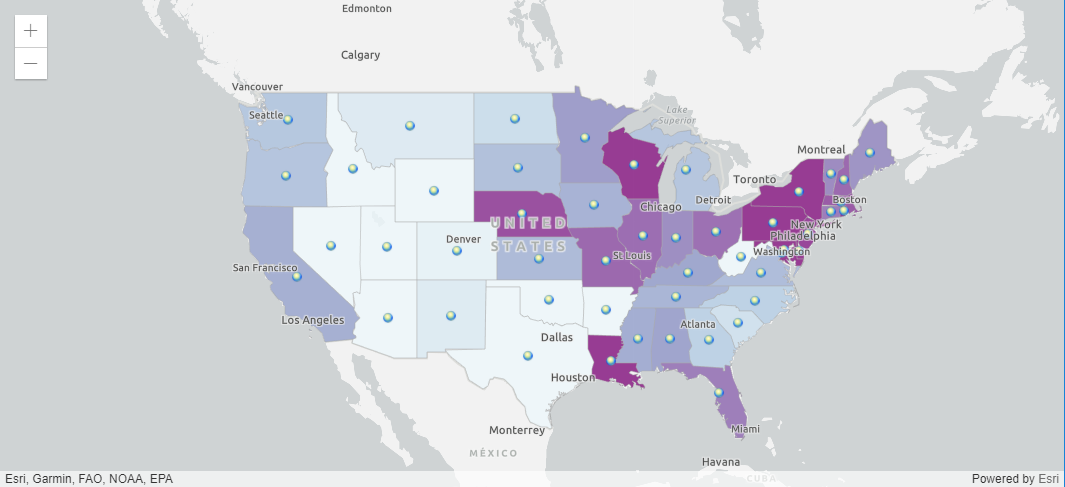 Edmonton
+
Calgary
−
Vancouver
Seattle
Lake
Superior
Montreal
Toronto
Detroit
Boston
Chicago
UNITED
STATES
New York
Philadelphia
Denver
St Louis
Washington
San Francisco
Los Angeles
Atlanta
Dallas
Houston
Miami
Monterrey
MÉXICO
Havana
CUBA
Esri, Garmin, FAO, NOAA, EPA
Powered by Esri